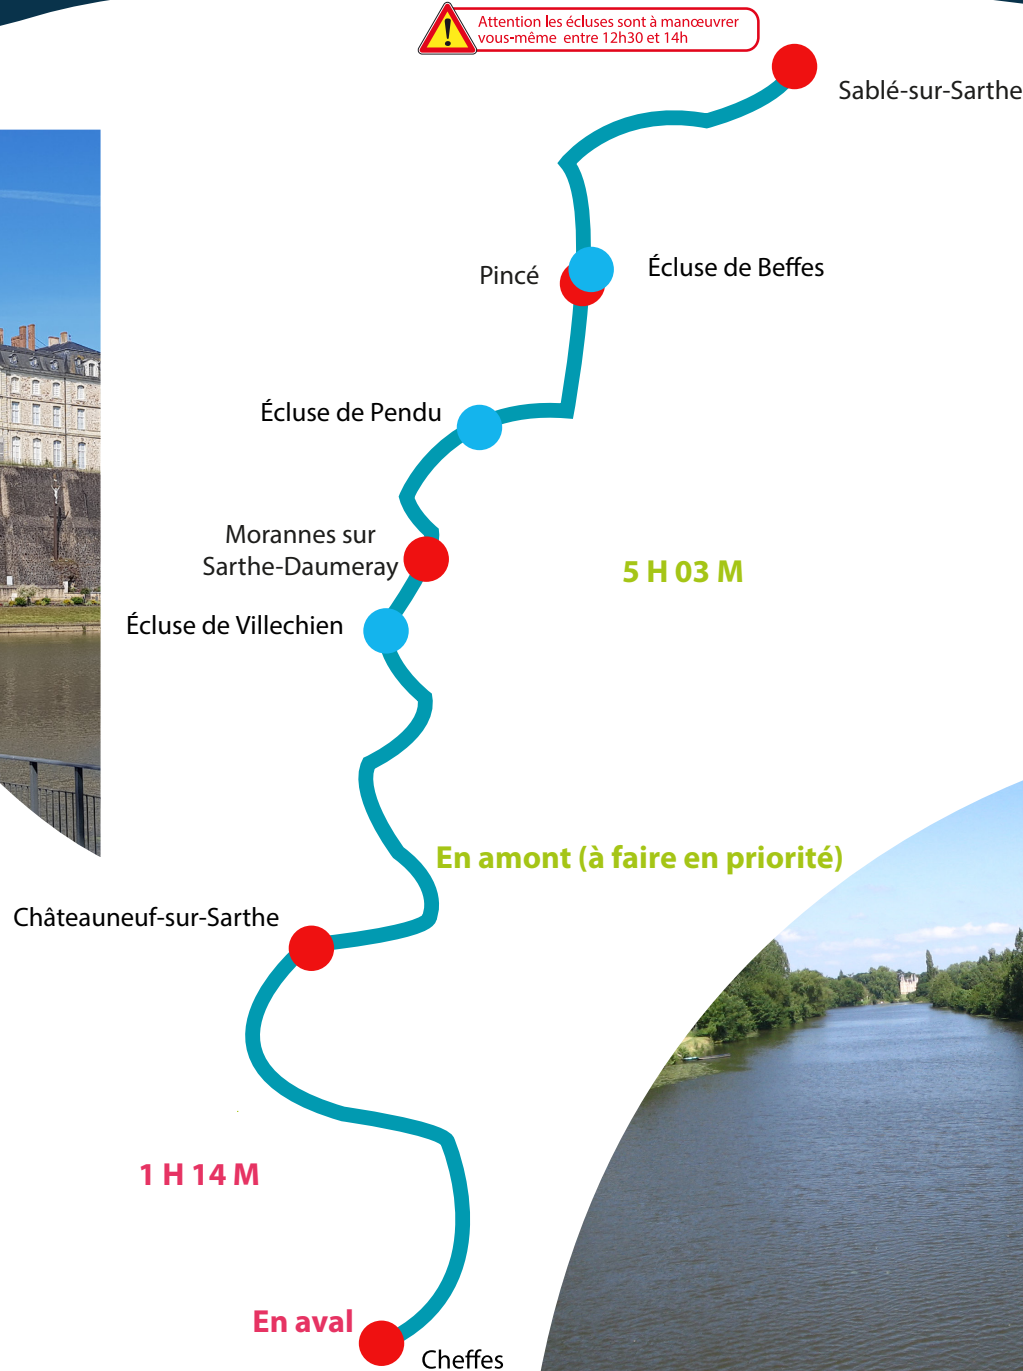 Attention les écluses sont à manœuvrer
vous-même entre 12h30 et 14h
Sablé-sur-Sarthe
Pincé
Écluse de Beffes
Écluse de Pendu
Morannes sur
Sarthe-Daumeray
5 H 03 M
Écluse de Villechien
En amont (à faire en priorité)
Châteauneuf-sur-Sarthe
1 H 14 M
En aval
Cheffes